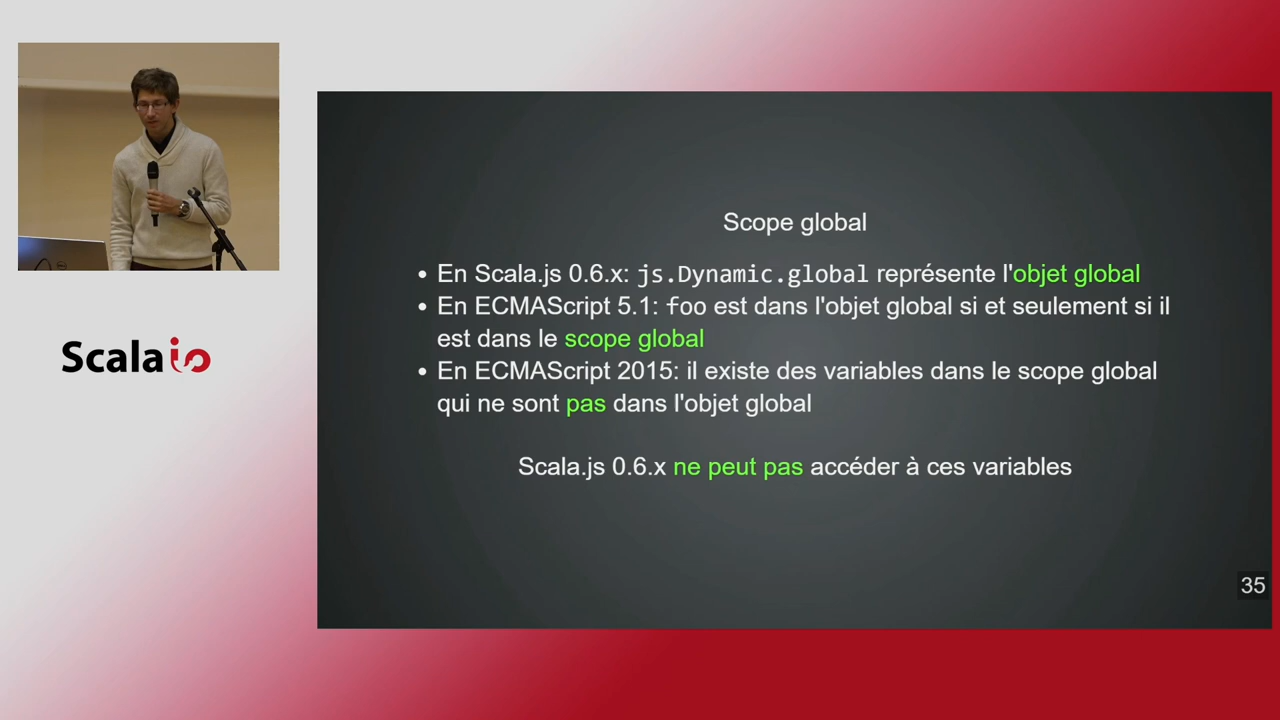 Scala io
Scope global
• En Scala.js 0.6.x: js.Dynamic.global représente l'objet global
• En ECMAScript 5.1: foo est dans l'objet global si et seulement si il
est dans le scope global
• En ECMAScript 2015: il existe des variables dans le scope global
qui ne sont pas dans l'objet global
Scala.js 0.6.x ne peut pas accéder à ces variables
35